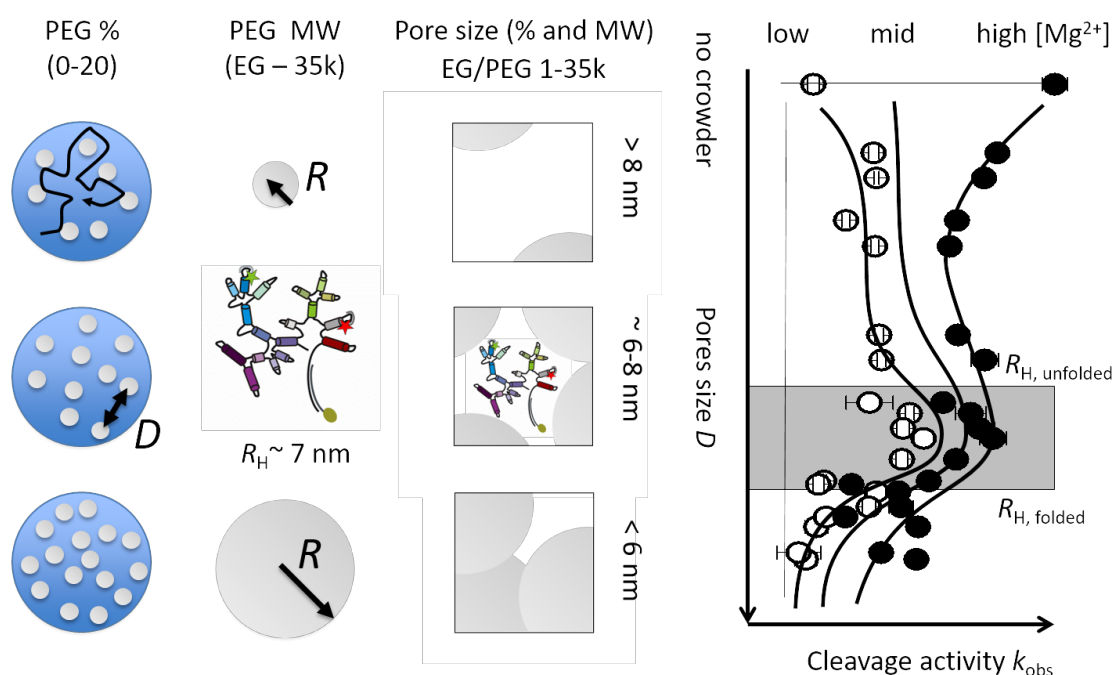 PEG %
(0-20)
PEG MW
(EG – 35k)
Pore size (% and MW)
EG/PEG 1-35k
R
D
R_H~ 7 nm
R
> 8 nm
~ 6-8 nm
< 6 nm
no crowder
Pores size D
low mid high [Mg²⁺]
R_H, unfolded
R_H, folded
Cleavage activity k_obs